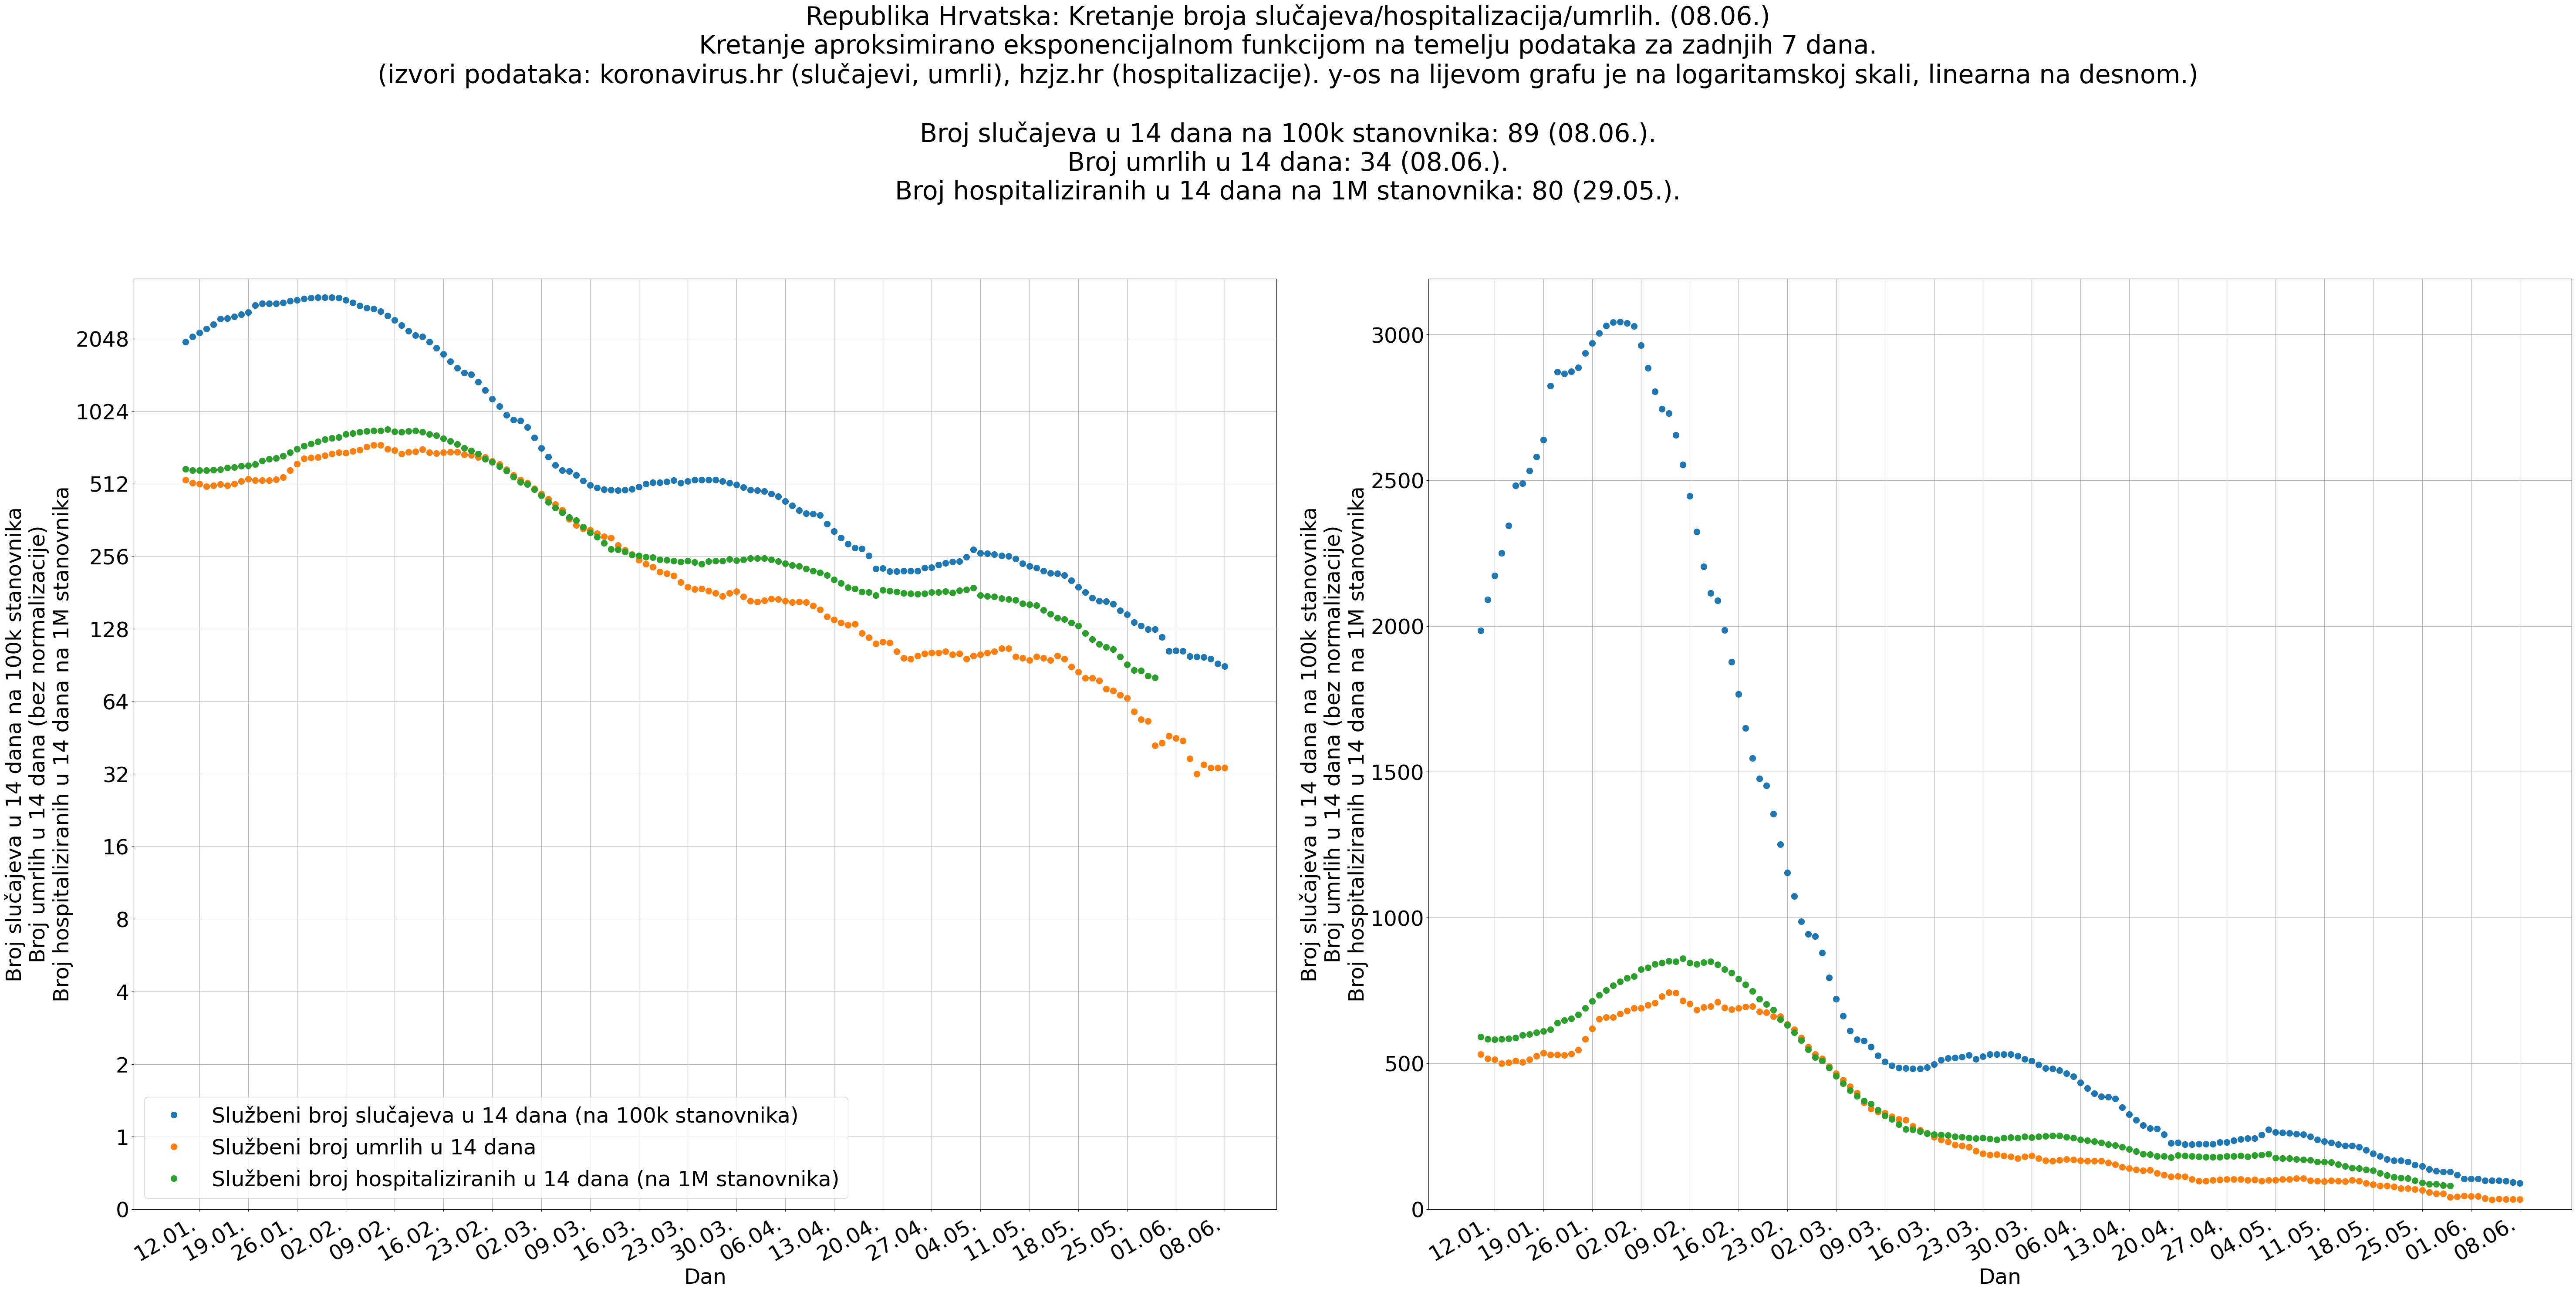 Republika Hrvatska: Kretanje broja slučajeva/hospitalizacija/umrlih. (08.06.)
Kretanje aproksimirano eksponencijalnom funkcijom na temelju podataka za zadnjih 7 dana.
(izvori podataka: koronavirus.hr (slučajevi, umrli), hzjz.hr (hospitalizacije). y-os na lijevom grafu je na logaritamskoj skali, linearna na desnom.)
Broj slučajeva u 14 dana na 100k stanovnika: 89 (08.06.).
Broj umrlih u 14 dana: 34 (08.06.).
Broj hospitaliziranih u 14 dana na 1M stanovnika: 80 (29.05.).
Broj slučajeva u 14 dana na 100k stanovnika
Broj umrlih u 14 dana (bez normalizacije)
Broj hospitaliziranih u 14 dana na 1M stanovnika
2048
1024
512
256
128
64
32
16
8
4
2
1
0
Službeni broj slučajeva u 14 dana (na 100k stanovnika)
Službeni broj umrlih u 14 dana
Službeni broj hospitaliziranih u 14 dana (na 1M stanovnika)
12.01. 19.01. 26.01. 02.02. 09.02. 16.02. 23.02. 02.03. 09.03. 16.03. 23.03. 30.03. 06.04. 13.04. 20.04. 27.04. 04.05. 11.05. 18.05. 25.05. 01.06. 08.06.
Dan
Broj slučajeva u 14 dana na 100k stanovnika
Broj umrlih u 14 dana (bez normalizacije)
Broj hospitaliziranih u 14 dana na 1M stanovnika
3000
2500
2000
1500
1000
500
0
12.01. 19.01. 26.01. 02.02. 09.02. 16.02. 23.02. 02.03. 09.03. 16.03. 23.03. 30.03. 06.04. 13.04. 20.04. 27.04. 04.05. 11.05. 18.05. 25.05. 01.06. 08.06.
Dan